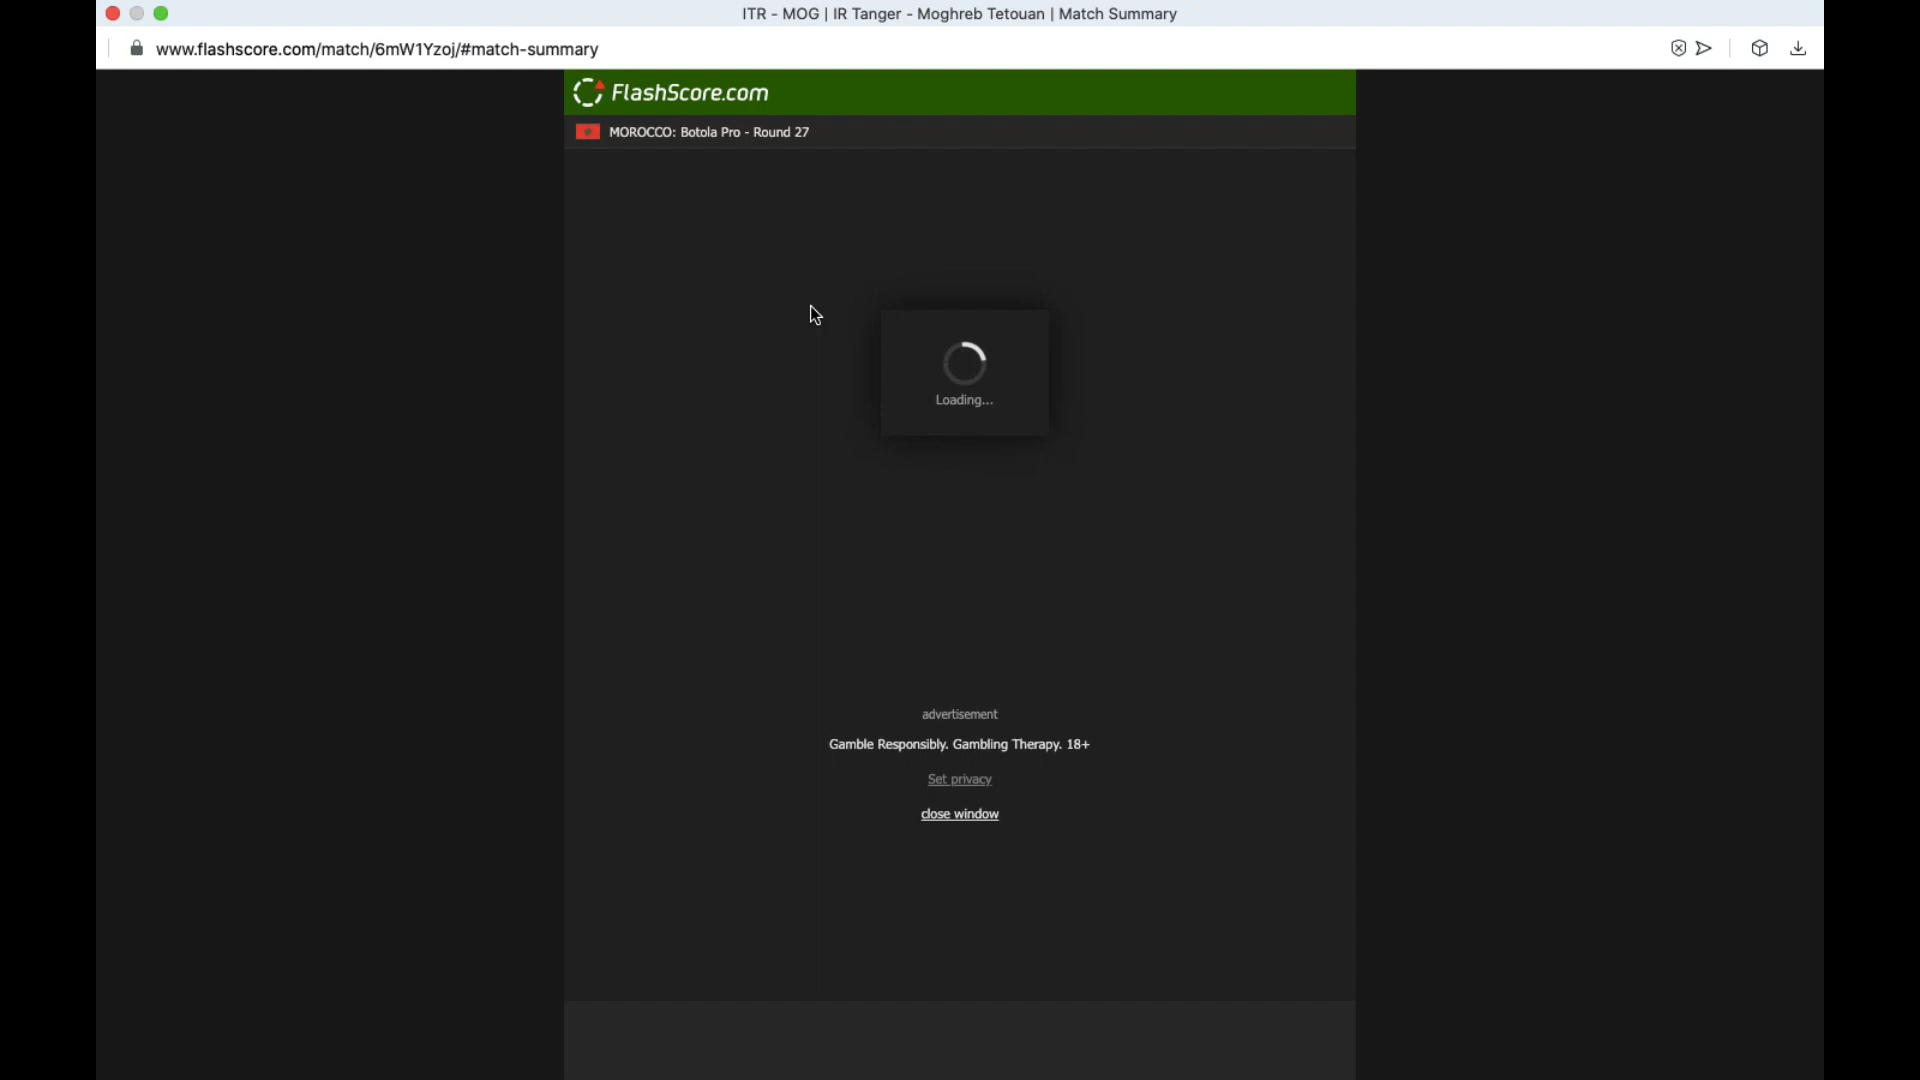 ITR - MOG | IR Tanger - Moghreb Tetouan | Match Summary
www.flashscore.com/match/6mW1Yzoj/#match-summary
FlashScore.com
MOROCCO: Botola Pro - Round 27
Loading...
advertisement
Gamble Responsibly. Gambling Therapy. 18+
Set privacy
close window